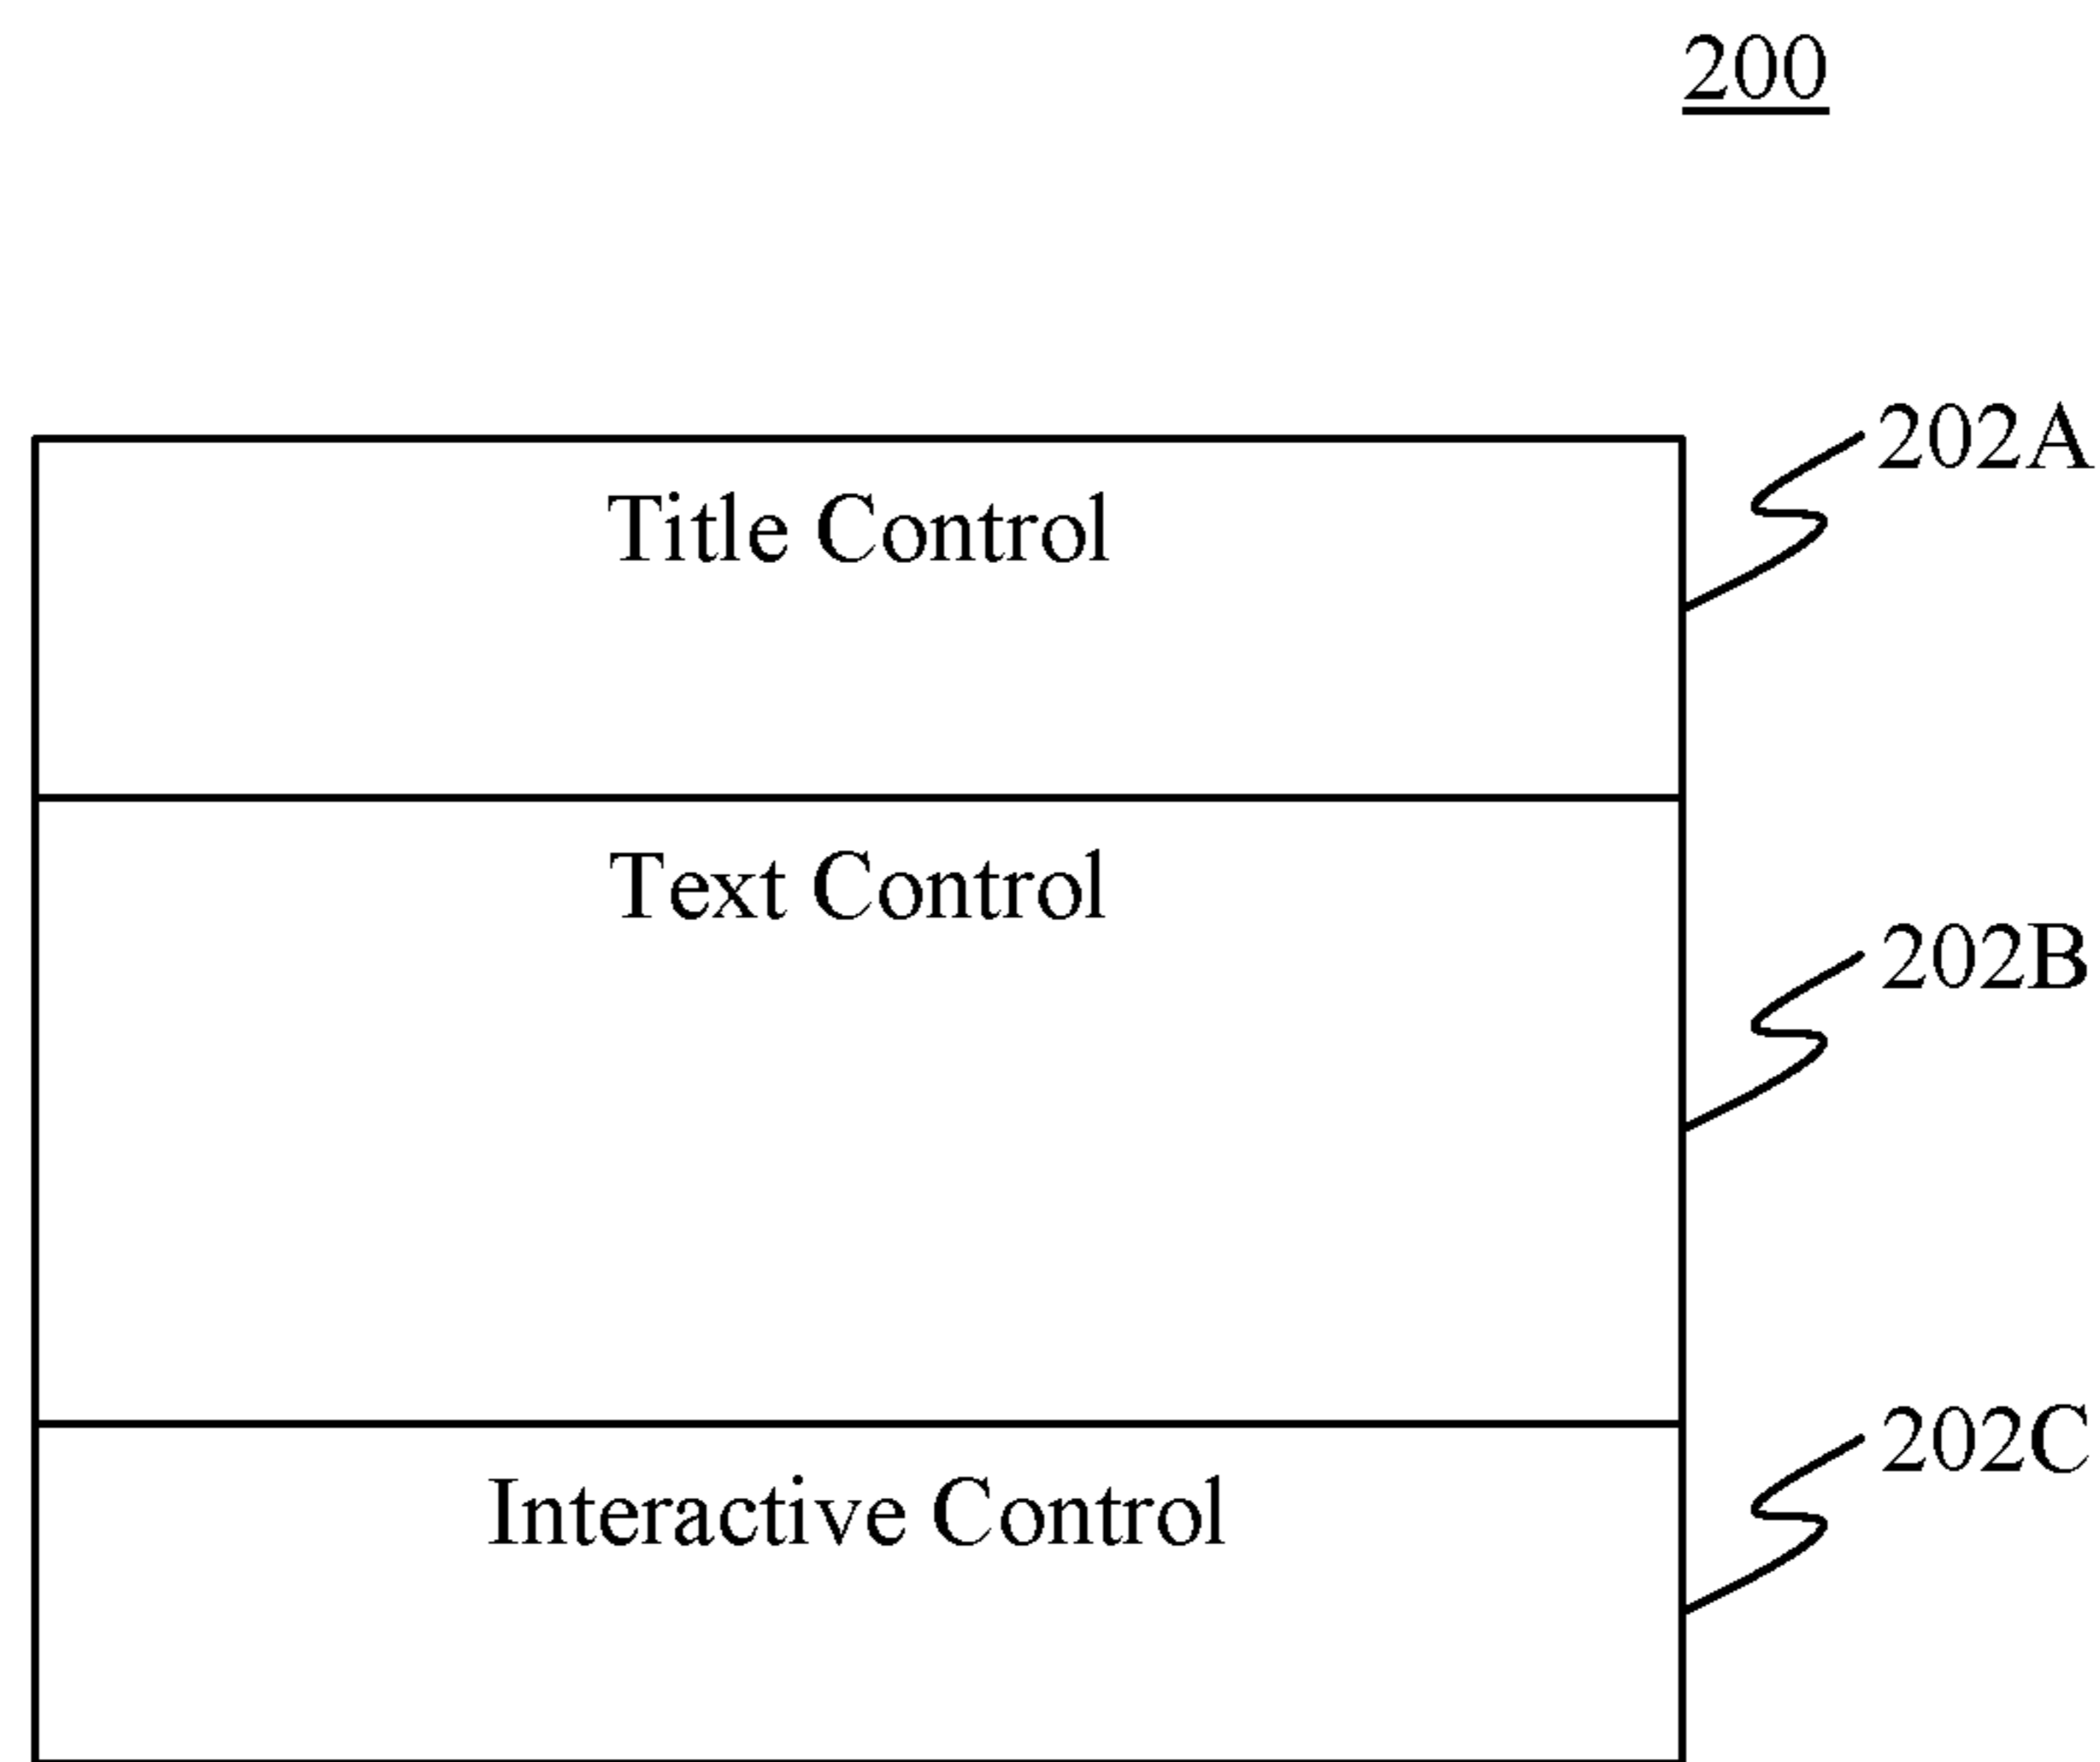 200
202A
Title Control
Text Control
202B
202C
Interactive Control